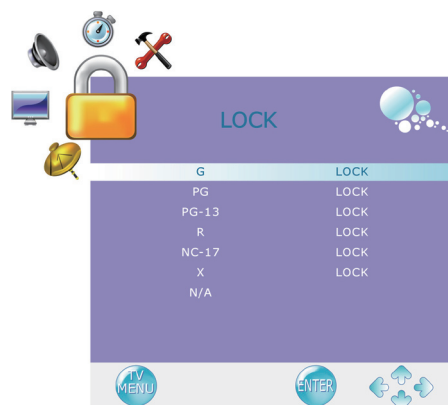 LOCK
G LOCK
PG LOCK
PG-13 LOCK
R LOCK
NC-17 LOCK
X LOCK
N/A
TV
MENU
ENTER